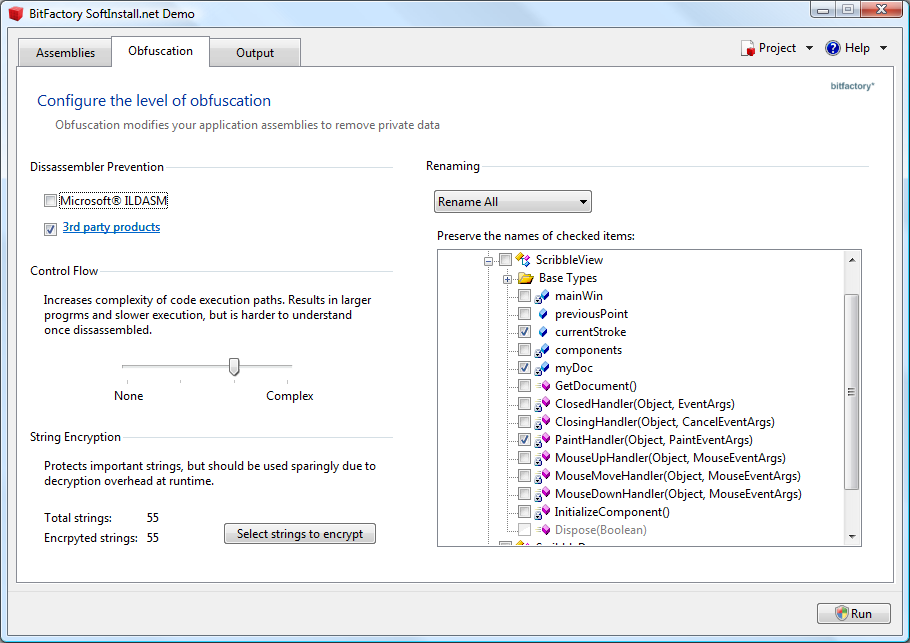 BitFactory SoftInstall.net Demo
Assemblies
Obfuscation
Output
Project
Help
bitfactory
Configure the level of obfuscation
Obfuscation modifies your application assemblies to remove private data
Dissassembler Prevention
Microsoft® ILDASM
3rd party products
Control Flow
Increases complexity of code execution paths. Results in larger
progrms and slower execution, but is harder to understand
once dissassembled.
None
Complex
String Encryption
Protects important strings, but should be used sparingly due to
decryption overhead at runtime.
Total strings: 55
Encrpyted strings: 55
Select strings to encrypt
Renaming
Rename All
Preserve the names of checked items:
ScribbleView
Base Types
mainWin
previousPoint
currentStroke
components
myDoc
GetDocument()
ClosedHandler(Object, EventArgs)
ClosingHandler(Object, CancelEventArgs)
PaintHandler(Object, PaintEventArgs)
MouseUpHandler(Object, MouseEventArgs)
MouseMoveHandler(Object, MouseEventArgs)
MouseDownHandler(Object, MouseEventArgs)
InitializeComponent()
Dispose(Boolean)
Run